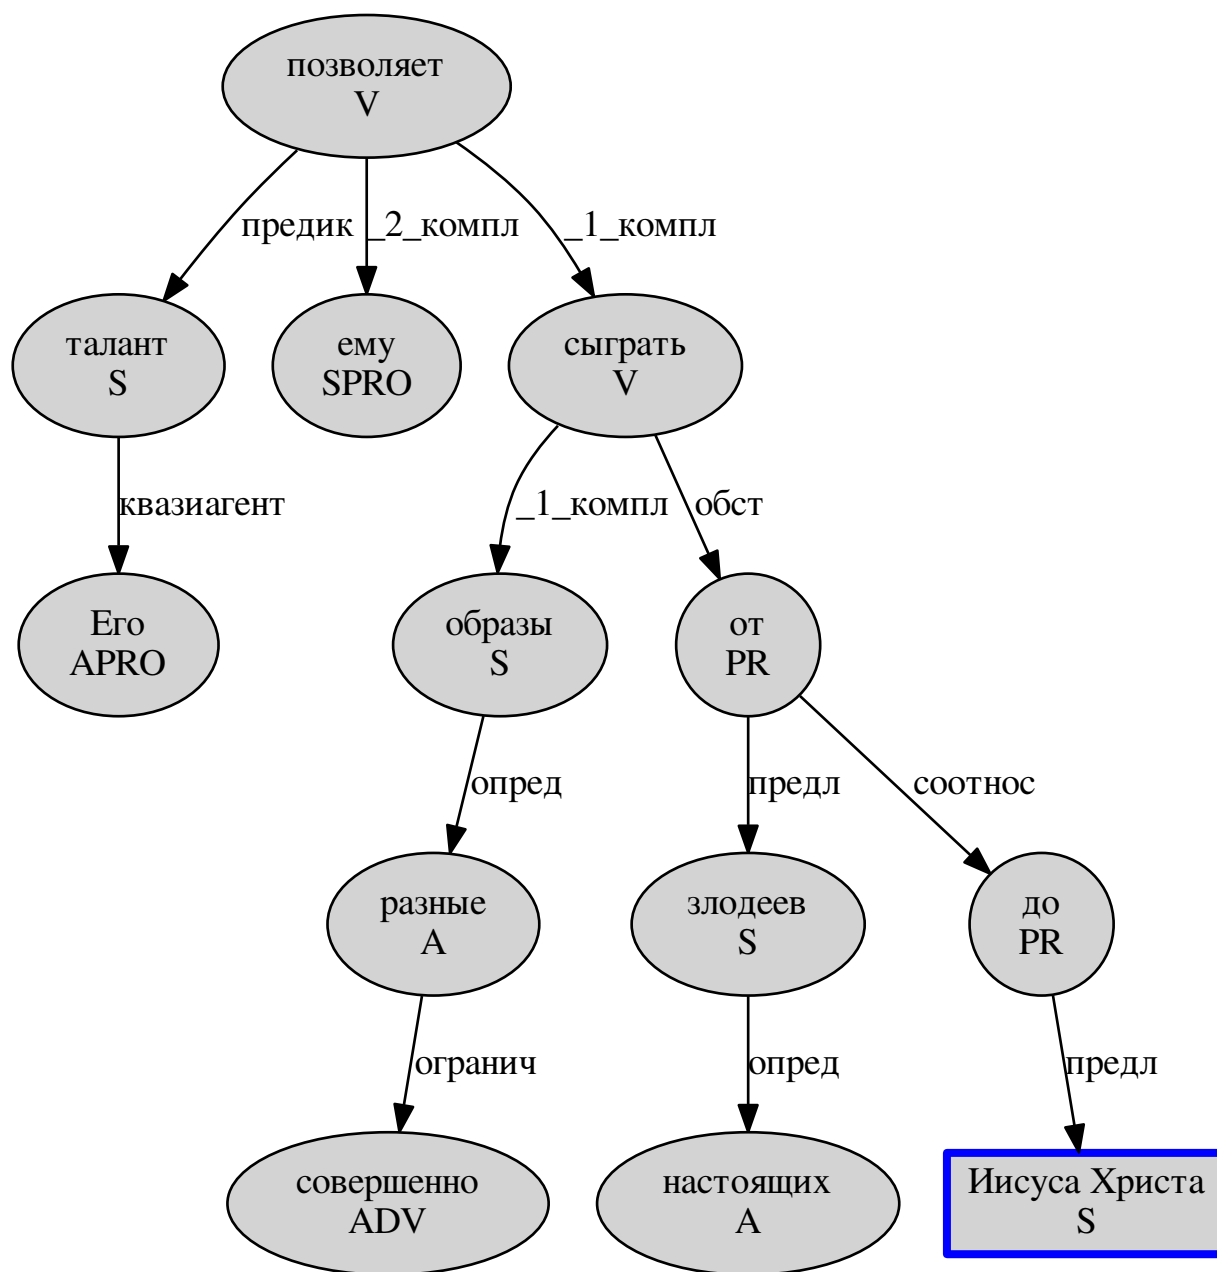 позволяет
V
предик
_2_компл
_1_компл
талант
S
ему
SPRO
сыграть
V
квазиагент
_1_компл
обст
Его
APRO
образы
S
от
PR
опред
предл
соотнос
разные
A
злодеев
S
до
PR
огранич
опред
предл
совершенно
ADV
настоящих
A
Иисуса Христа
S